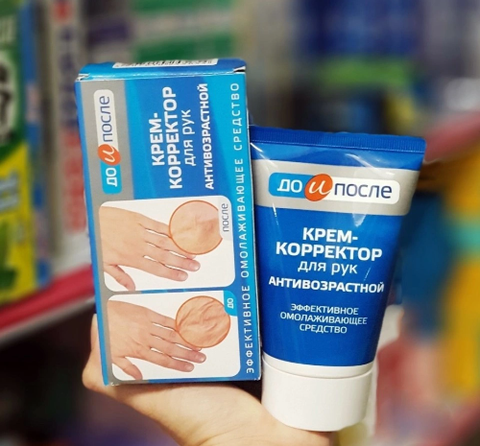 ДО и ПОСЛЕ
КРЕМ-
КОРРЕКТОР
для рук
АНТИВОЗРАСТНОЙ
ЭФФЕКТИВНОЕ ОМОЛАЖИВАЮЩЕЕ СРЕДСТВО
ПОСЛЕ
ДО
ДО и ПОСЛЕ
КРЕМ-
КОРРЕКТОР
для рук
АНТИВОЗРАСТНОЙ
ЭФФЕКТИВНОЕ
ОМОЛАЖИВАЮЩЕЕ
СРЕДСТВО